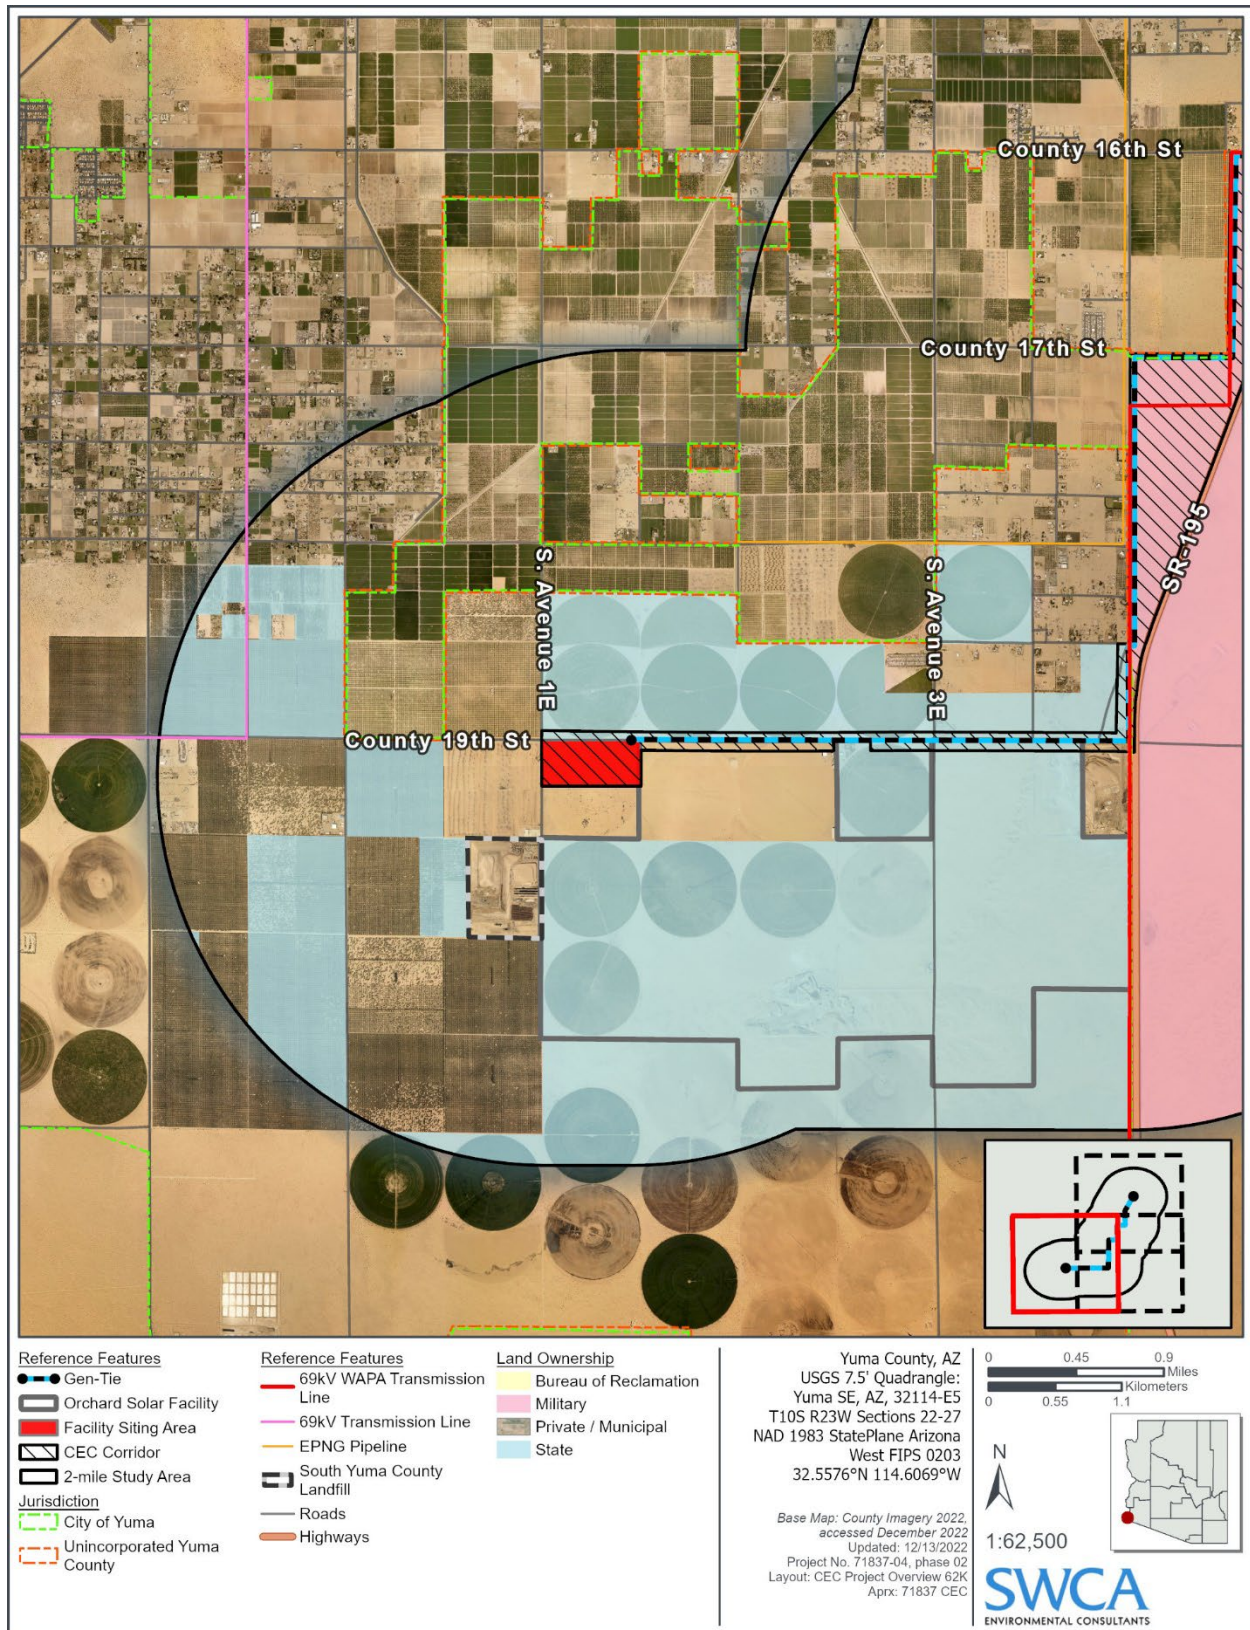 County 16th St
County 17th St
SR-195
S. Avenue 1E
S. Avenue 3E
County 19th St
Reference Features
Gen-Tie
Orchard Solar Facility
Facility Siting Area
CEC Corridor
2-mile Study Area
Jurisdiction
City of Yuma
Unincorporated Yuma
County
Reference Features
69kV WAPA Transmission
Line
69kV Transmission Line
EPNG Pipeline
South Yuma County
Landfill
Roads
Highways
Land Ownership
Bureau of Reclamation
Military
Private / Municipal
State
Yuma County, AZ
USGS 7.5' Quadrangle:
Yuma SE, AZ, 32114-E5
T10S R23W Sections 22-27
NAD 1983 StatePlane Arizona
West FIPS 0203
32.5576°N 114.6069°W
Base Map: County Imagery 2022,
accessed December 2022
Updated: 12/13/2022
Project No. 71837-04, phase 02
Layout: CEC Project Overview 62K
Aprx: 71837 CEC
0 0.45 0.9
Miles
Kilometers
0 0.55 1.1
N
1:62,500
SWCA
ENVIRONMENTAL CONSULTANTS